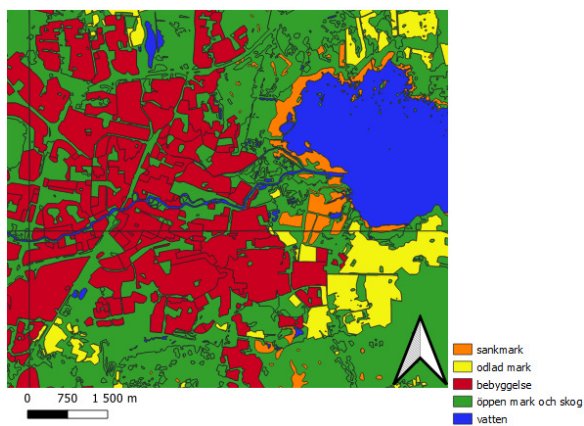 sankmark
odlad mark
bebyggelse
öppen mark och skog
vatten
0 750 1 500 m